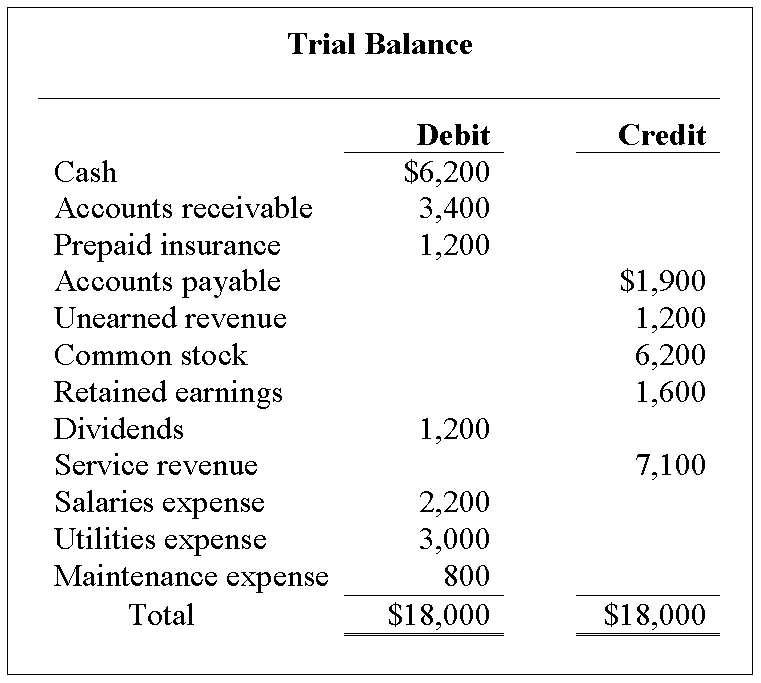 Trial Balance
Debit Credit
Cash $6,200
Accounts receivable 3,400
Prepaid insurance 1,200
Accounts payable $1,900
Unearned revenue 1,200
Common stock 6,200
Retained earnings 1,600
Dividends 1,200
Service revenue 7,100
Salaries expense 2,200
Utilities expense 3,000
Maintenance expense 800
Total $18,000 $18,000